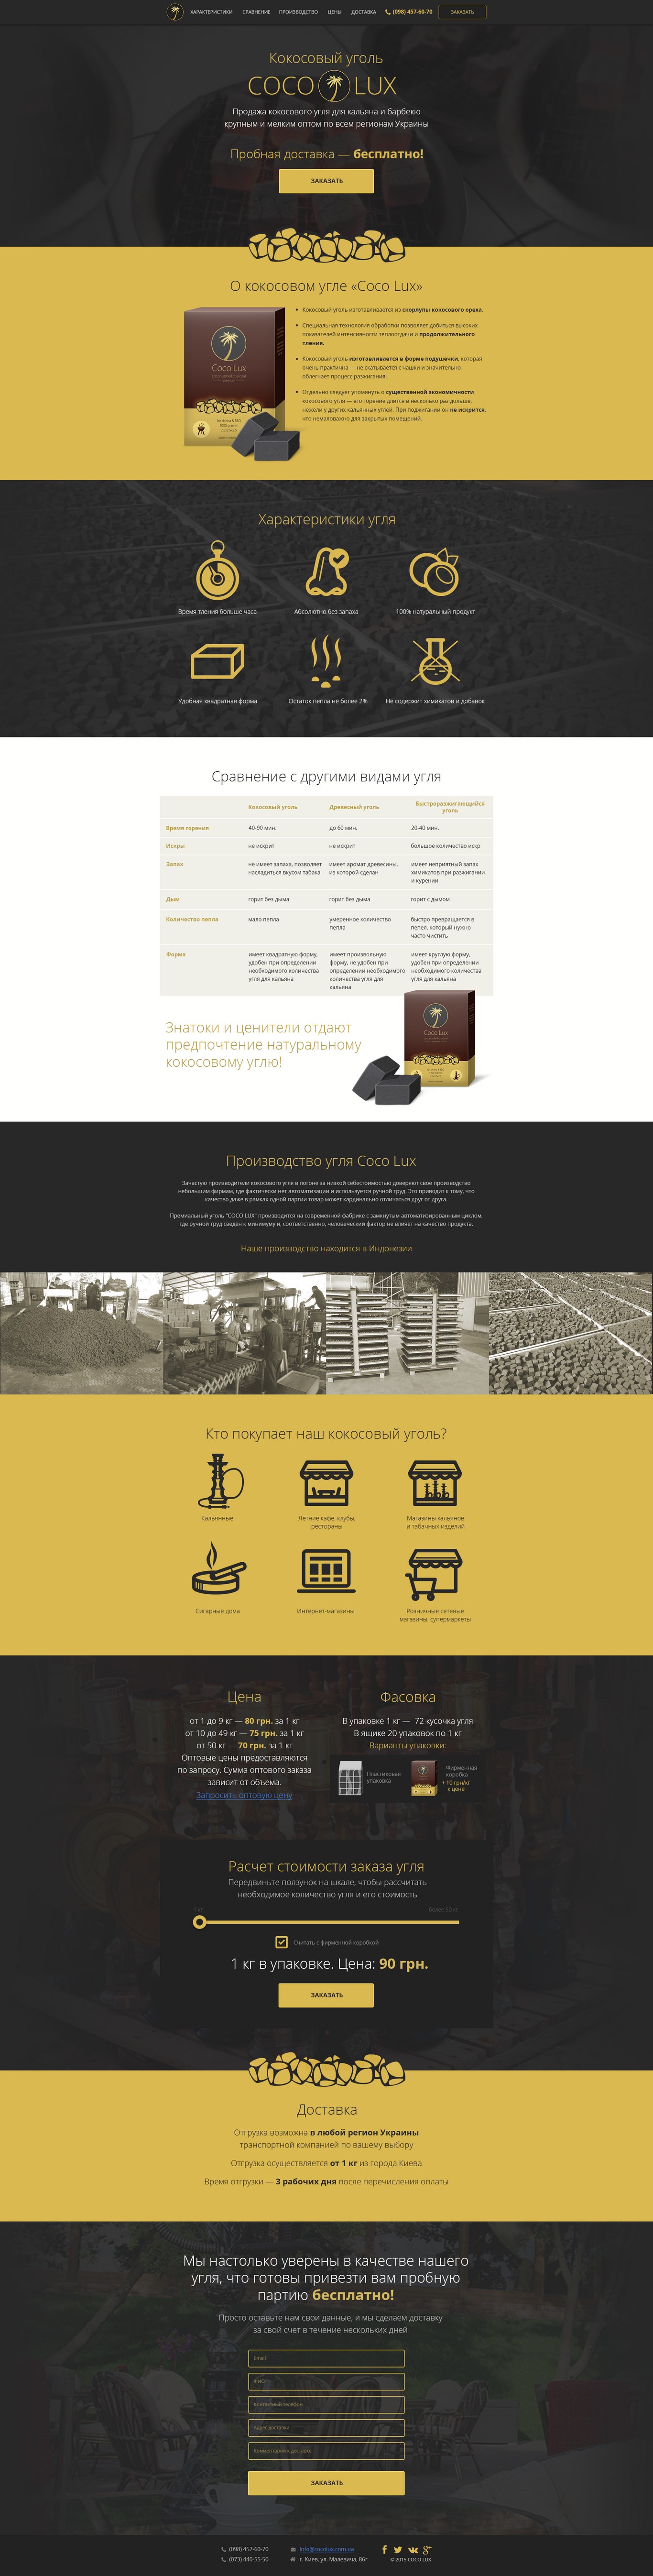 ХАРАКТЕРИСТИКИ СРАВНЕНИЕ ПРОИЗВОДСТВО ЦЕНЫ ДОСТАВКА (098) 457-60-70 ЗАКАЗАТЬ
Кокосовый уголь
COCO LUX
Продажа кокосового угля для кальяна и барбекю
крупным и мелким оптом по всем регионам Украины
Пробная доставка — бесплатно!
ЗАКАЗАТЬ
О кокосовом угле «Coco Lux»
Coco Lux
Кокосовый уголь изготавливается из скорлупы кокосового ореха.
Специальная технология обработки позволяет добиться высоких
показателей интенсивности теплоотдачи и продолжительного
тления.
Кокосовый уголь изготавливается в форме подушечки, которая
очень практична — не скатывается с чашки и значительно
облегчает процесс разжигания.
Отдельно следует упомянуть о существенной экономичности
кокосового угля — его горение длится в несколько раз дольше,
нежели у других кальянных углей. При поджигании он не искрится,
что немаловажно для закрытых помещений.
Характеристики угля
Время тления больше часа
Абсолютно без запаха
100% натуральный продукт
Удобная квадратная форма
Остаток пепла не более 2%
Не содержит химикатов и добавок
Сравнение с другими видами угля
Кокосовый уголь Древесный уголь Быстроразжигающийся
уголь
Время горения 40-90 мин. до 60 мин. 20-40 мин.
Искры не искрит не искрит большое количество искр
Запах не имеет запаха, позволяет имеет аромат древесины, имеет неприятный запах
насладиться вкусом табака из которой сделан химикатов при разжигании
и курении
Дым горит без дыма горит без дыма горит с дымом
Количество пепла мало пепла умеренное количество быстро превращается в
пепла пепел, который нужно
часто чистить
Форма имеет квадратную форму, имеет произвольную имеет круглую форму,
удобен при определении форму, не удобен при удобен при определении
необходимого количества определении необходимого необходимого количества
угля для кальяна количества угля для угля для кальяна
кальяна
Знатоки и ценители отдают
предпочтение натуральному
кокосовому углю!
Coco Lux
Производство угля Coco Lux
Зачастую производители кокосового угля в погоне за низкой себестоимостью доверяют свое производство
небольшим фирмам, где фактически нет автоматизации и используется ручной труд. Это приводит к тому, что
качество даже в рамках одной партии товар может кардинально отличаться друг от друга.
Премиальный уголь "COCO LUX" производится на современной фабрике с замкнутым автоматизированным циклом,
где ручной труд сведен к минимуму и, соответственно, человеческий фактор не влияет на качество продукта.
Наше производство находится в Индонезии
Кто покупает наш кокосовый уголь?
Кальянные
Летние кафе, клубы,
рестораны
Магазины кальянов
и табачных изделий
Сигарные дома
Интернет-магазины
Розничные сетевые
магазины, супермаркеты
Цена
от 1 до 9 кг — 80 грн. за 1 кг
от 10 до 49 кг — 75 грн. за 1 кг
от 50 кг — 70 грн. за 1 кг
Оптовые цены предоставляются
по запросу. Сумма оптового заказа
зависит от объема.
Запросить оптовую цену
Фасовка
В упаковке 1 кг — 72 кусочка угля
В ящике 20 упаковок по 1 кг
Варианты упаковки:
Пластиковая
упаковка
Фирменная
коробка
+ 10 грн/кг
к цене
Расчет стоимости заказа угля
Передвиньте ползунок на шкале, чтобы рассчитать
необходимое количество угля и его стоимость
1 кг более 50 кг
Считать с фирменной коробкой
1 кг в упаковке. Цена: 90 грн.
ЗАКАЗАТЬ
Доставка
Отгрузка возможна в любой регион Украины
транспортной компанией по вашему выбору
Отгрузка осуществляется от 1 кг из города Киева
Время отгрузки — 3 рабочих дня после перечисления оплаты
Мы настолько уверены в качестве нашего
угля, что готовы привезти вам пробную
партию бесплатно!
Просто оставьте нам свои данные, и мы сделаем доставку
за свой счет в течение нескольких дней
Email
ФИО
Контактный телефон
Адрес доставки
Комментарий к доставке
ЗАКАЗАТЬ
(098) 457-60-70 info@cocolux.com.ua
(073) 440-55-50 г. Киев, ул. Малевича, 86г © 2015 COCO LUX